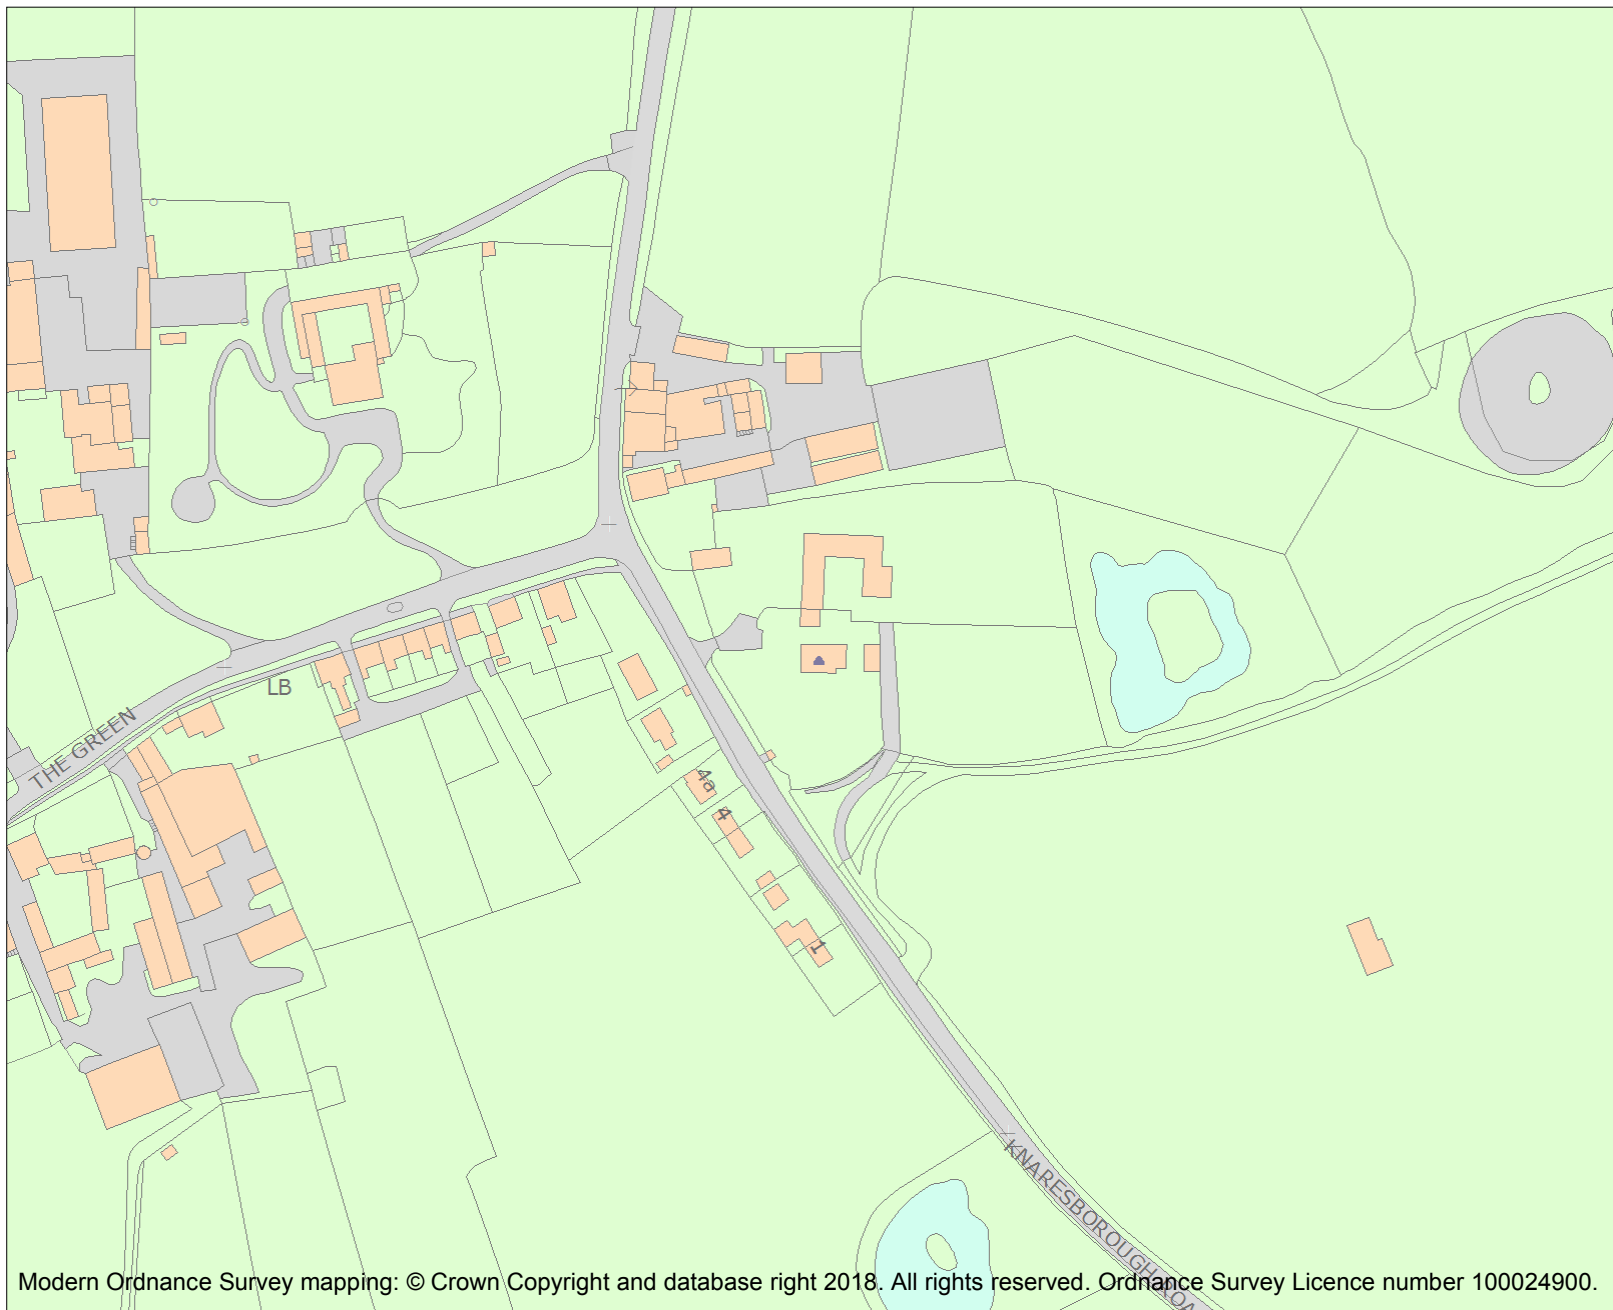 LB
THE GREEN
4a
4
1
KNARESBOROUGH ROA
Modern Ordnance Survey mapping: © Crown Copyright and database right 2018. All rights reserved. Ordnance Survey Licence number 100024900.